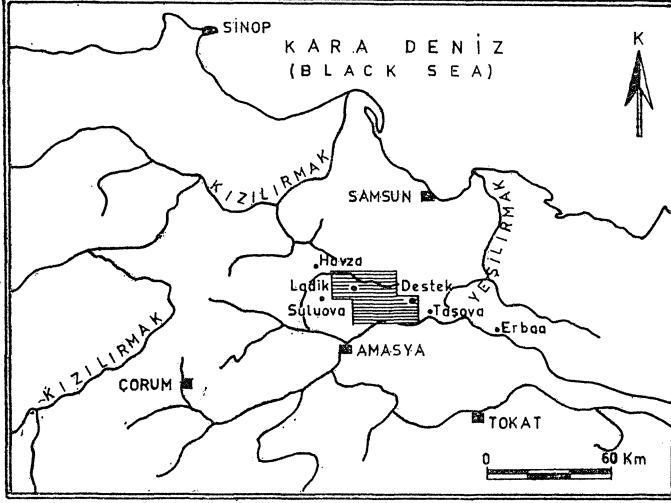 SİNOP
KARA DENİZ
(BLACK SEA)
K
KIZILIRMAK
SAMSUN
YEŞİLIRMAK
Havza
Ladik
Destek
Suluova
Taşova
Erbaa
KIZILIRMAK
AMASYA
ÇORUM
TOKAT
0 60 Km